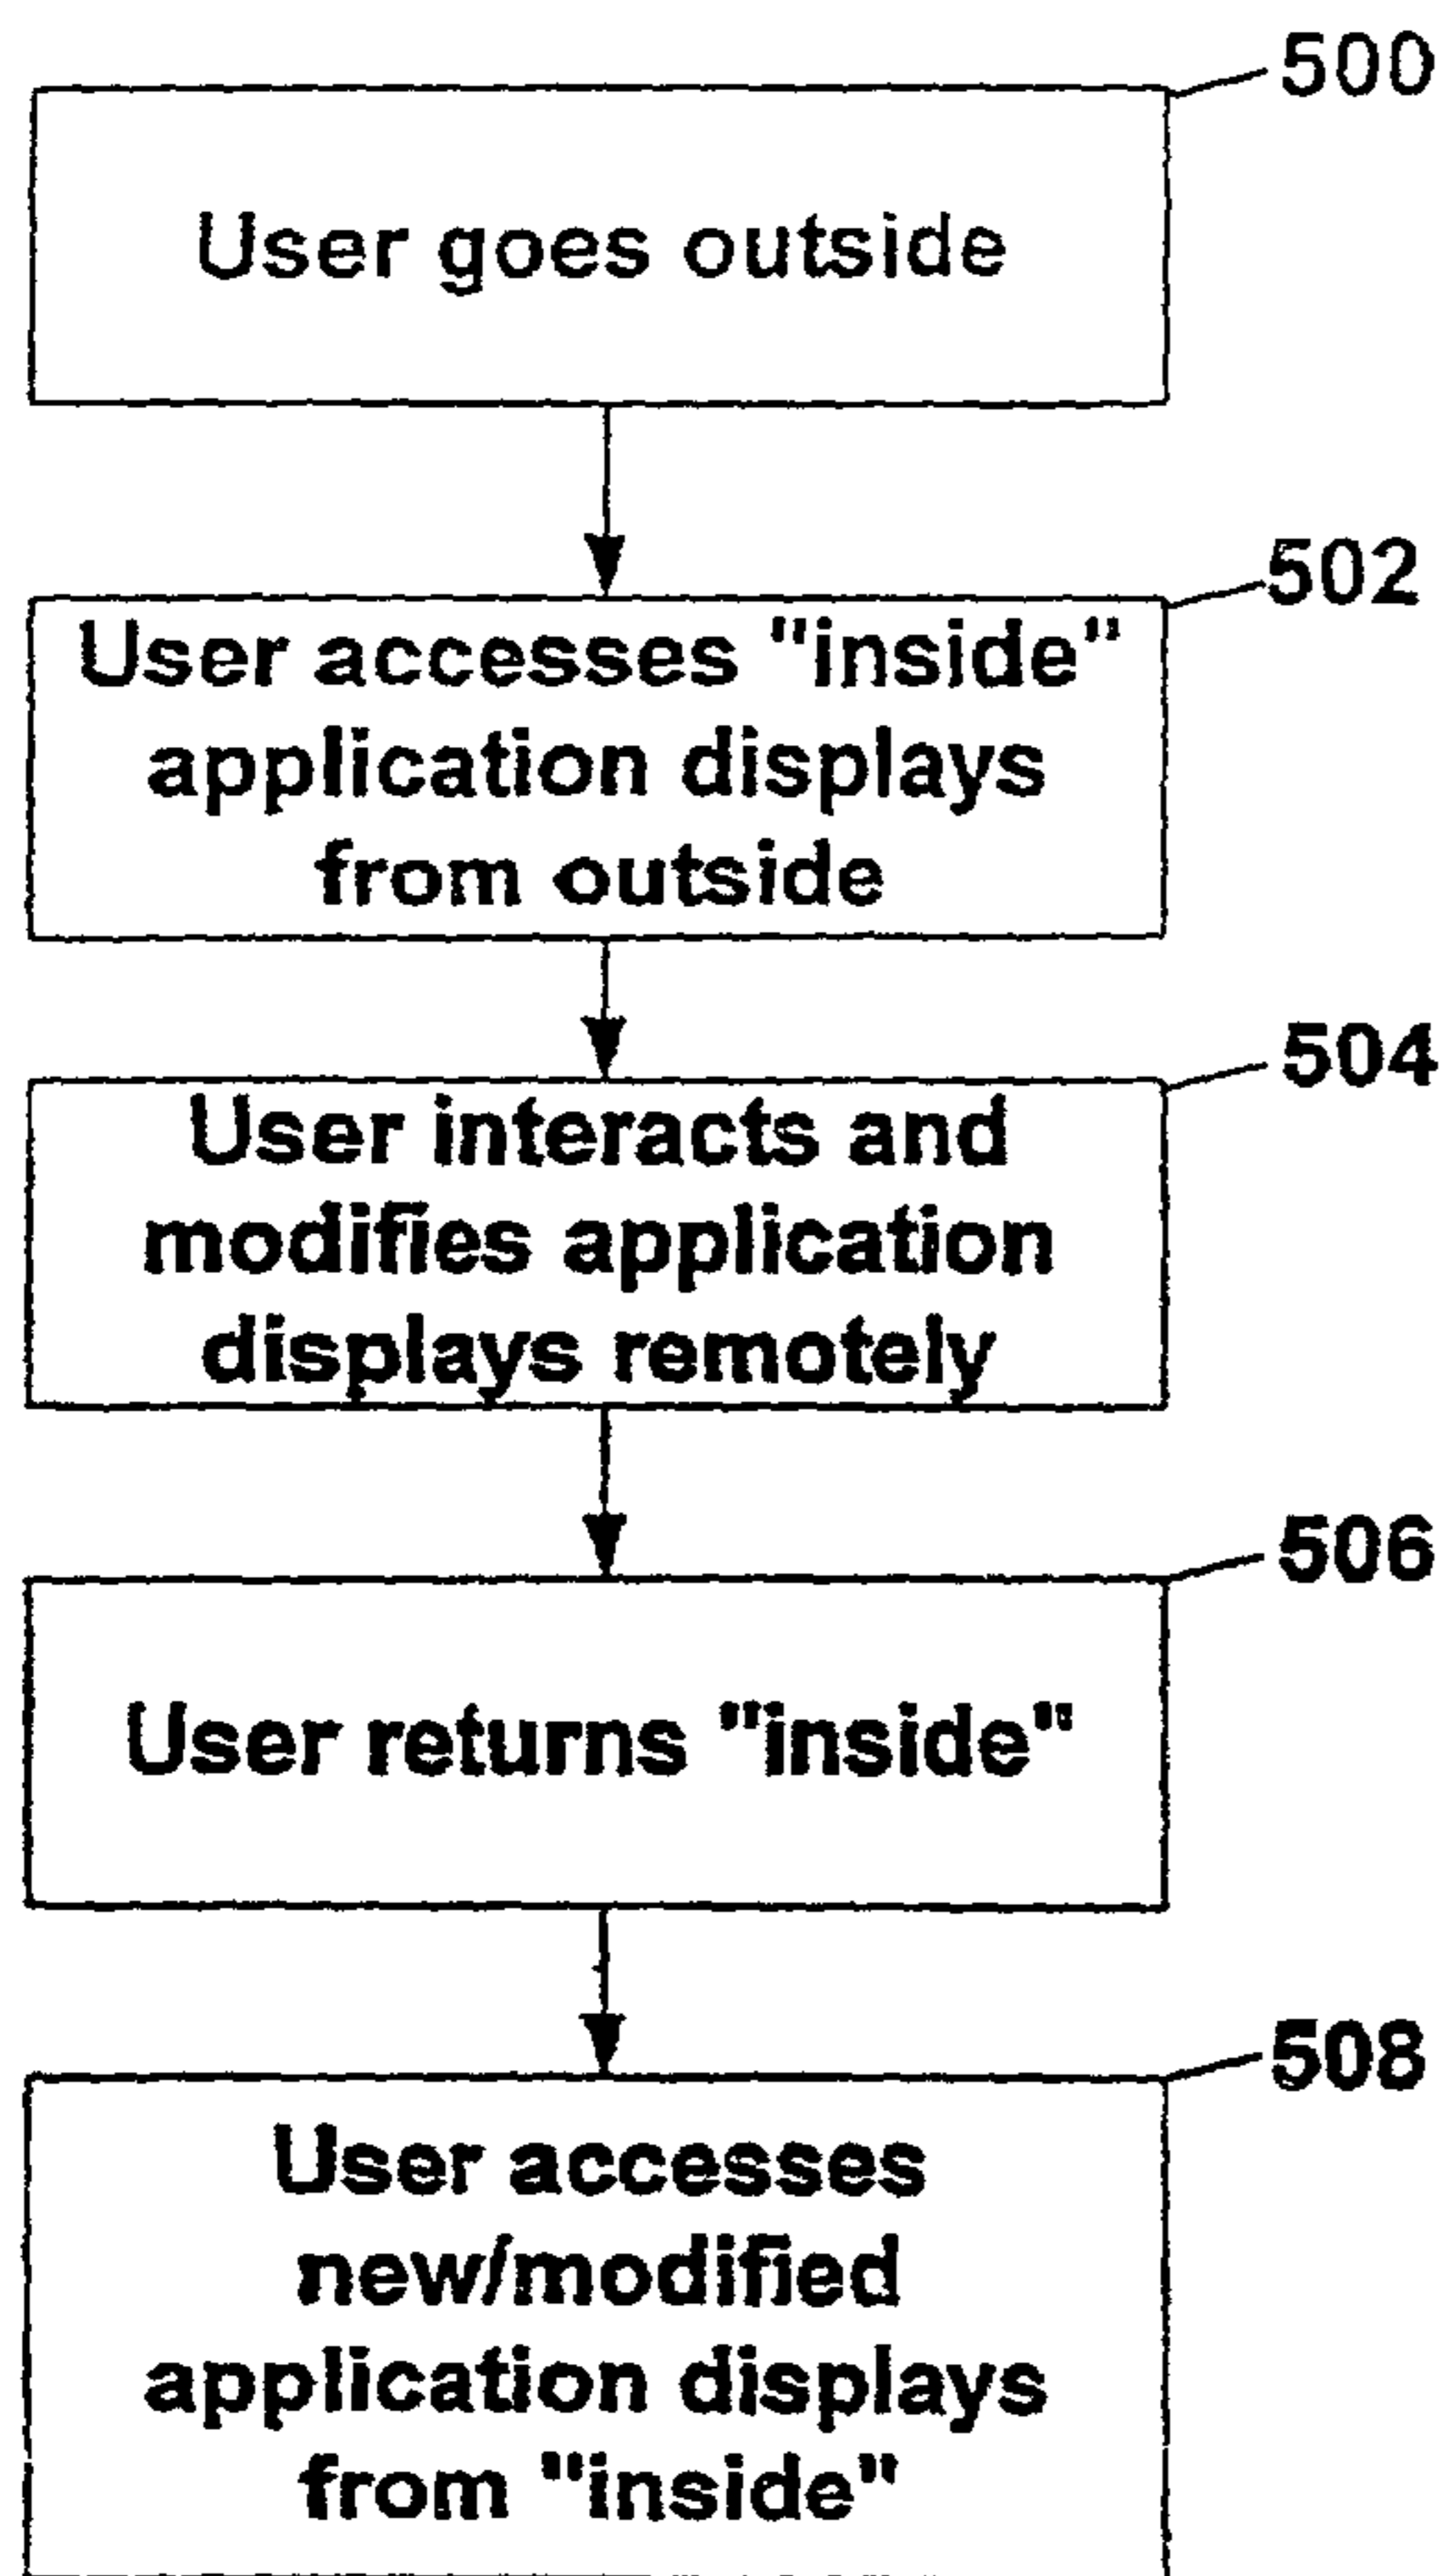 500
User goes outside
502
User accesses "inside"
application displays
from outside
504
User interacts and
modifies application
displays remotely
506
User returns "inside"
508
User accesses
new/modified
application displays
from "inside"